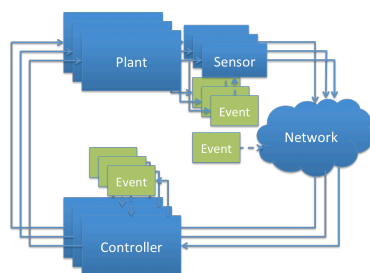 Plant
Sensor
Event
Event
Network
Event
Controller